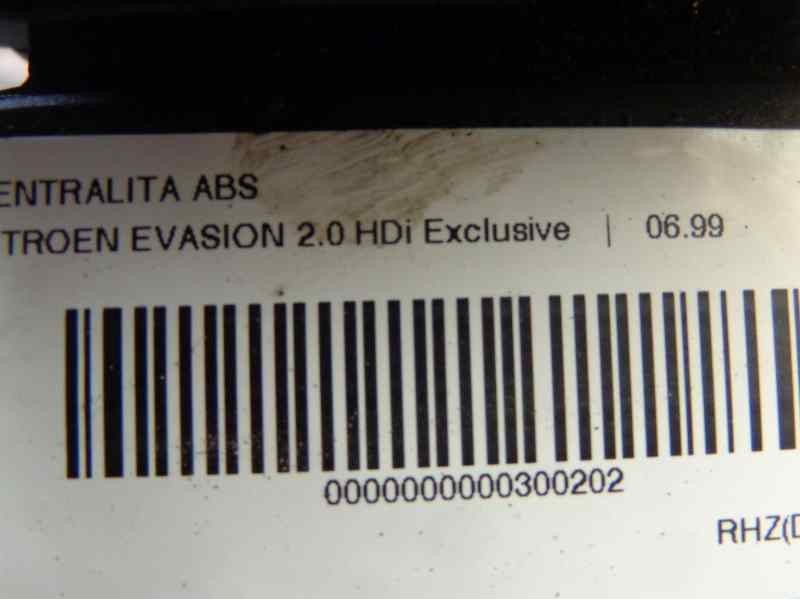 ENTRALITA ABS
TROEN EVASION 2.0 HDi Exclusive | 06.99
0000000000300202
RHZ(D